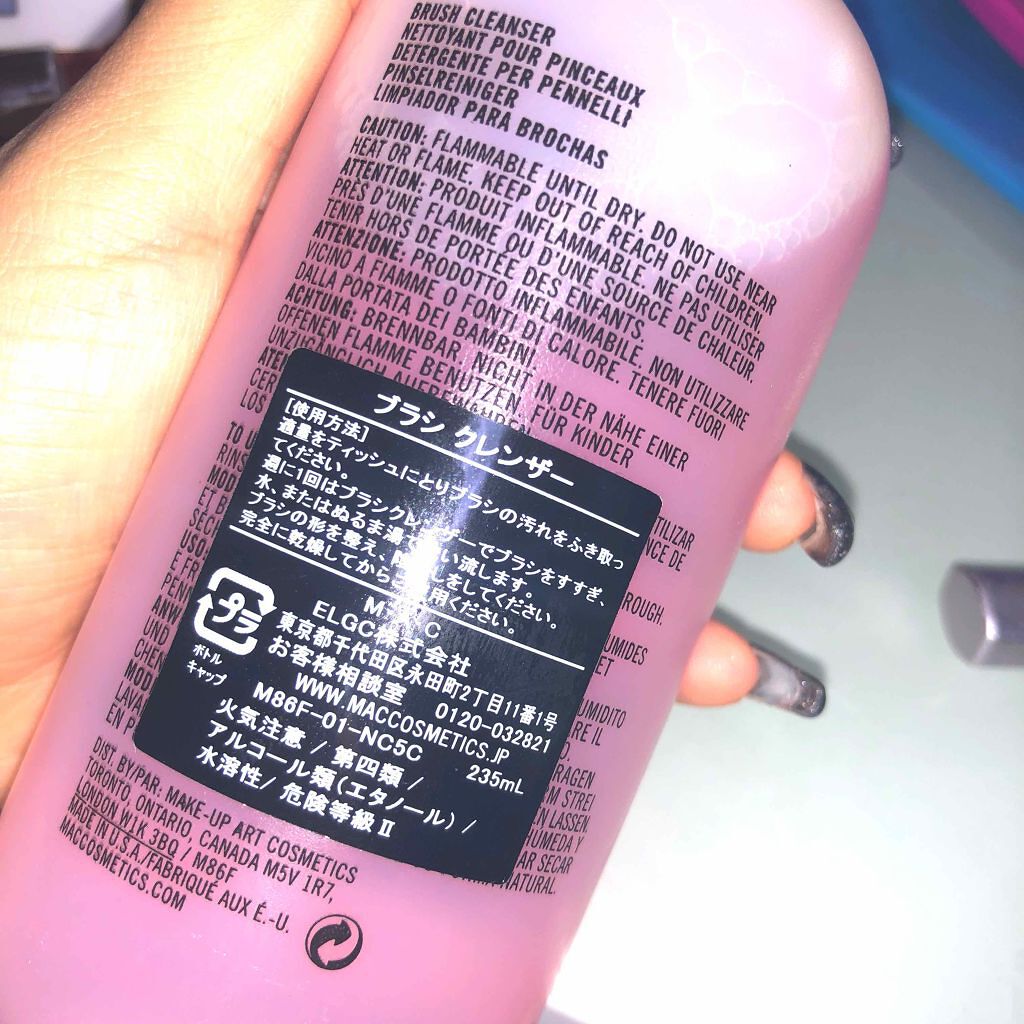 BRUSH CLEANSER
NETTOYANT POUR PINCEAUX
DETERGENTE PER PENNELLI
PINSELREINIGER
LIMPIADOR PARA BROCHAS
CAUTION: FLAMMABLE UNTIL DRY. DO NOT USE NEAR
HEAT OR FLAME. KEEP OUT OF REACH OF CHILDREN.
ATTENTION: PRODUIT INFLAMMABLE. NE PAS UTILISER
PRÈS D'UNE FLAMME OU D'UNE SOURCE DE CHALEUR.
TENIR HORS DE PORTÉE DES ENFANTS.
ATTENZIONE: PRODOTTO INFLAMMABILE, NON UTILIZZARE
VICINO A FIAMME O FONTI DI CALORE. TENERE FUORI
DALLA PORTATA DEI BAMBINI.
ACHTUNG: BRENNBAR. NICHT IN DER NÄHE EINER
OFFENEN FLAMME BENUTZEN. FÜR KINDER
ブラシ クレンザー
[使用方法]
適量をティッシュにとりブラシの汚れをふき取っ
てください。
週に1回はブラシクレンザーでブラシをすすぎ、
水、またはぬるま湯で洗い流します。
ブラシの形を整え、陰干しをしてください。
完全に乾燥してからご使用ください。
プラ
ボトル
キャップ
ELGC株式会社
東京都千代田区永田町2丁目11番1号
お客様相談室 0120-032821
WWW.MACCOSMETICS.JP
M86F-01-NC5C 235mL
火気注意 / 第四類 /
アルコール類(エタノール) /
水溶性/ 危険等級Ⅱ
DIST. BY/PAR: MAKE-UP ART COSMETICS
TORONTO, ONTARIO, CANADA M5V 1R7,
LONDON W1K 3BQ / M86F
MADE IN U.S.A./FABRIQUÉ AUX É.-U.
MACCOSMETICS.COM